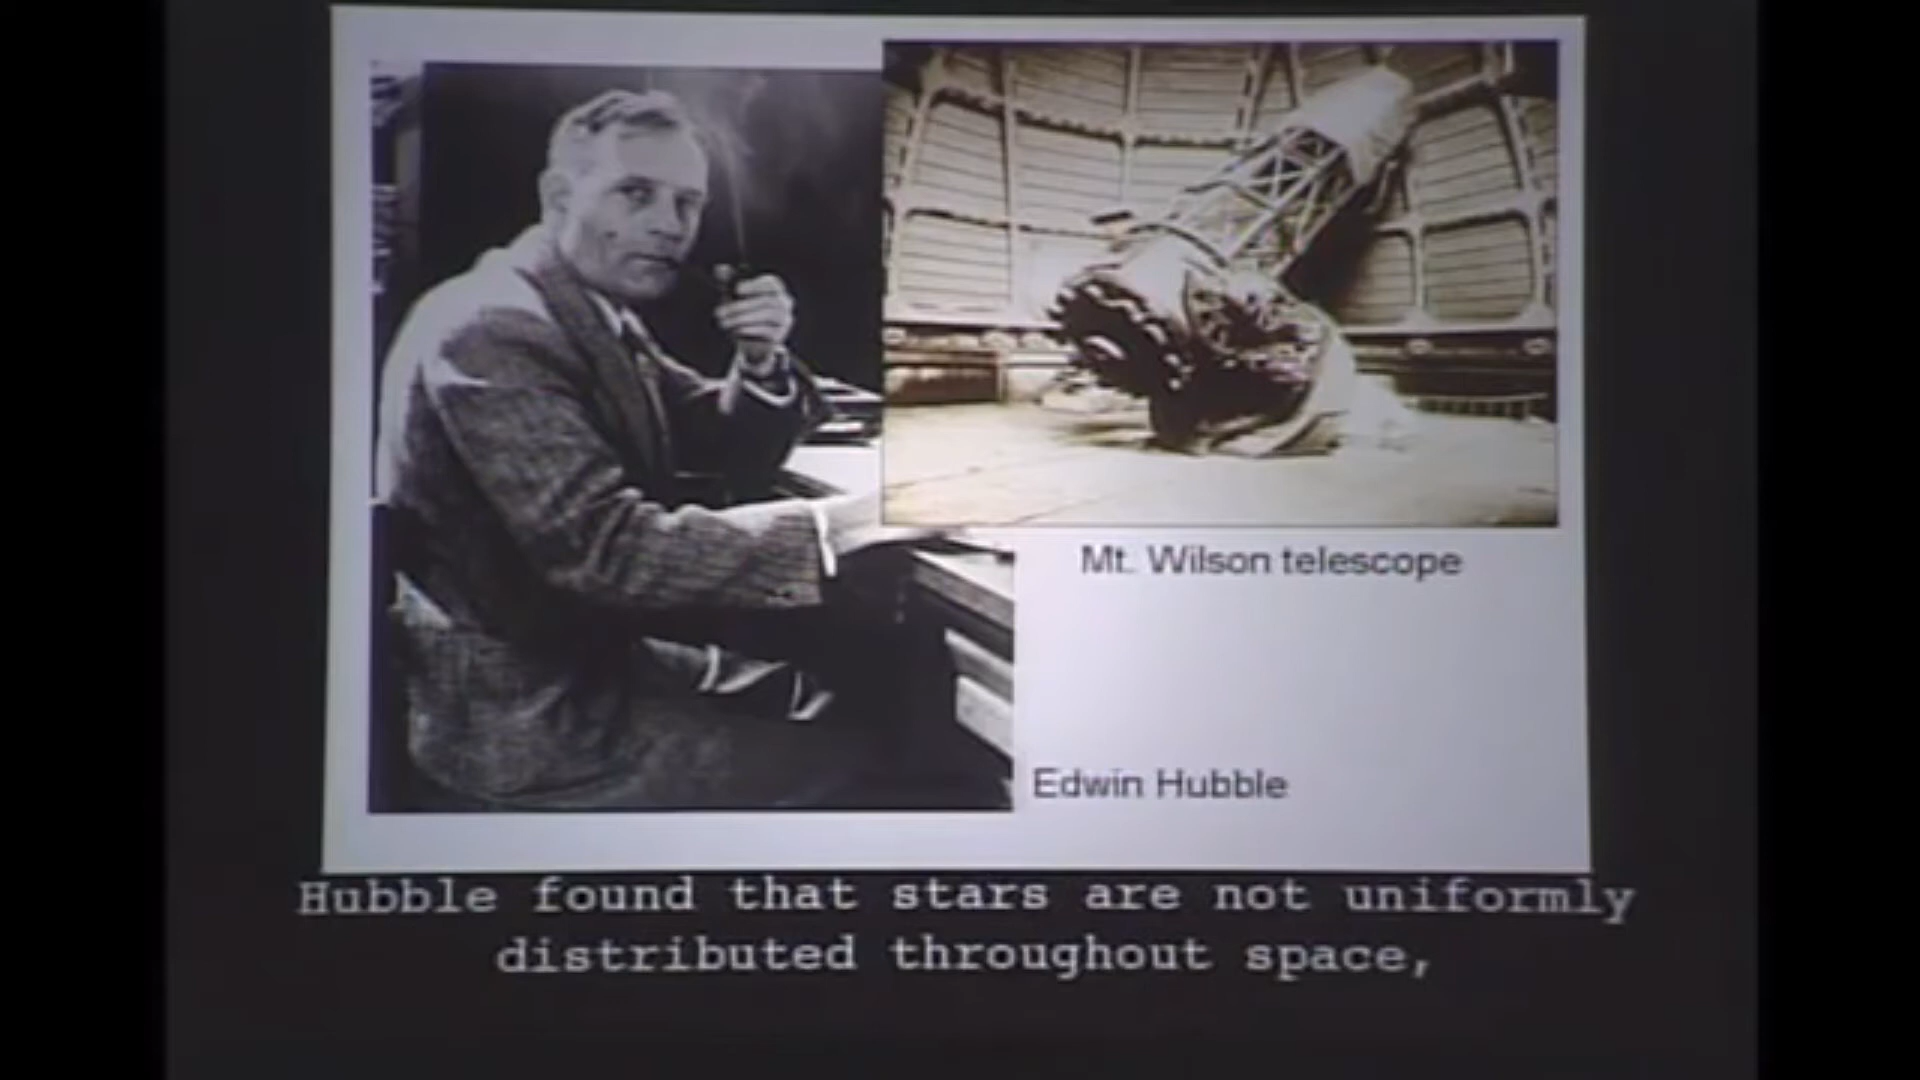 Mt. Wilson telescope
Edwin Hubble
Hubble found that stars are not uniformly
distributed throughout space,